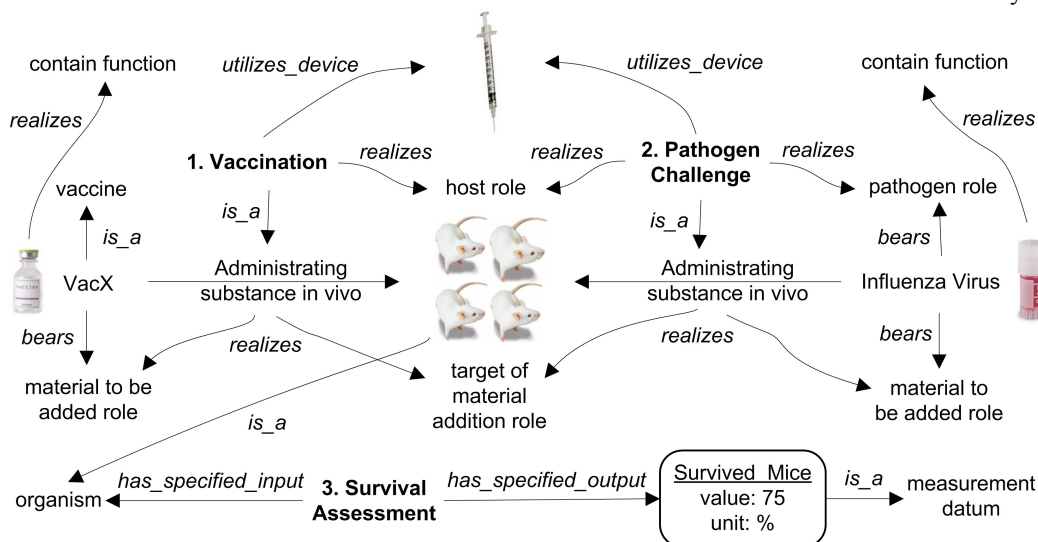 contain function
utilizes_device
utilizes_device
contain function
realizes
realizes
1. Vaccination
realizes
realizes
2. Pathogen
Challenge
realizes
vaccine
host role
pathogen role
is_a
is_a
is_a
bears
VACCINE
VacX
Administrating
substance in vivo
Administrating
substance in vivo
Influenza Virus
bears
realizes
realizes
bears
material to be
added role
target of
material
addition role
material to
be added role
is_a
organism
has_specified_input
3. Survival
Assessment
has_specified_output
Survived Mice
value: 75
unit: %
is_a
measurement
datum